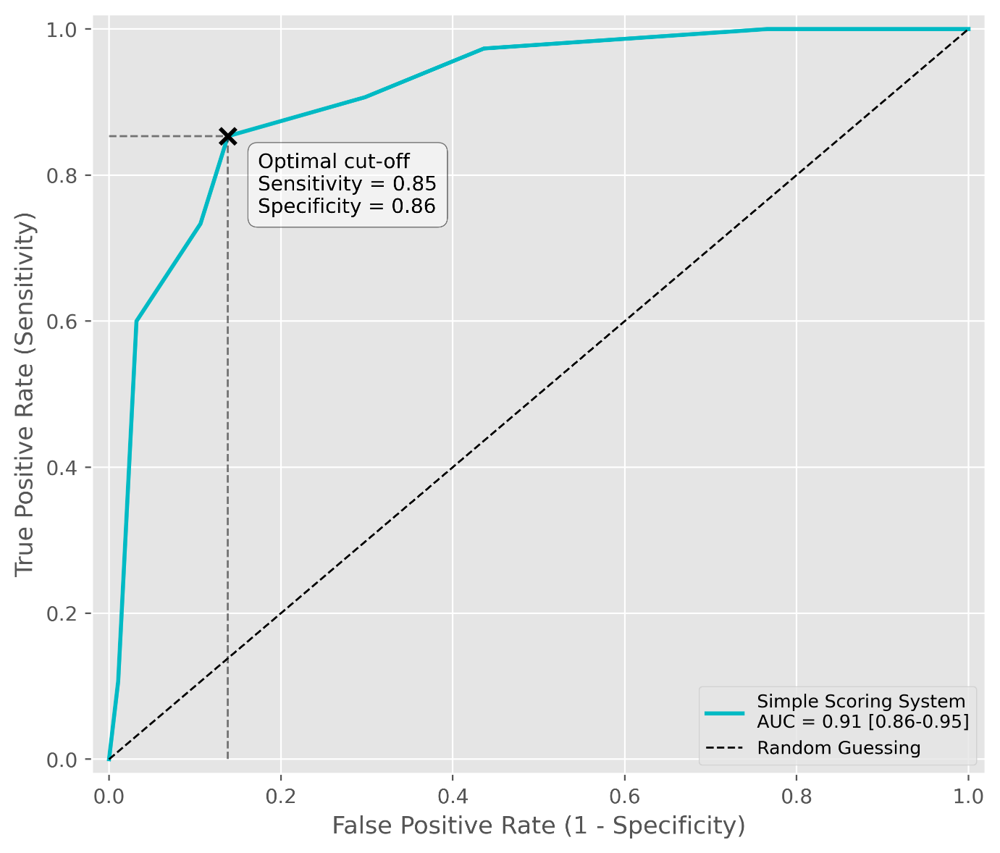 1.0
0.8
0.6
0.4
0.2
0.0
True Positive Rate (Sensitivity)
Optimal cut-off
Sensitivity = 0.85
Specificity = 0.86
Simple Scoring System
AUC = 0.91 [0.86-0.95]
Random Guessing
0.0 0.2 0.4 0.6 0.8 1.0
False Positive Rate (1 - Specificity)